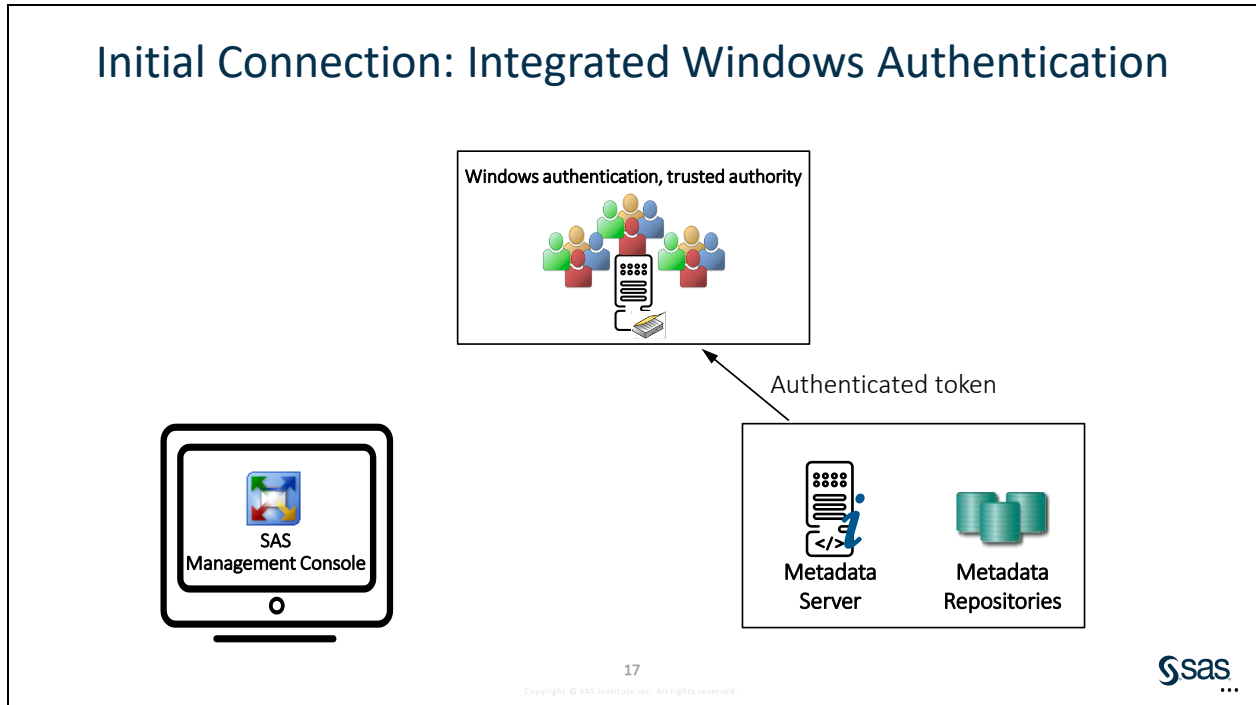 Initial Connection: Integrated Windows Authentication
Windows authentication, trusted authority
Authenticated token
SAS
Management Console
</>
i
Metadata
Server
Metadata
Repositories
17
Copyright © SAS Institute Inc. All rights reserved.
sas
...